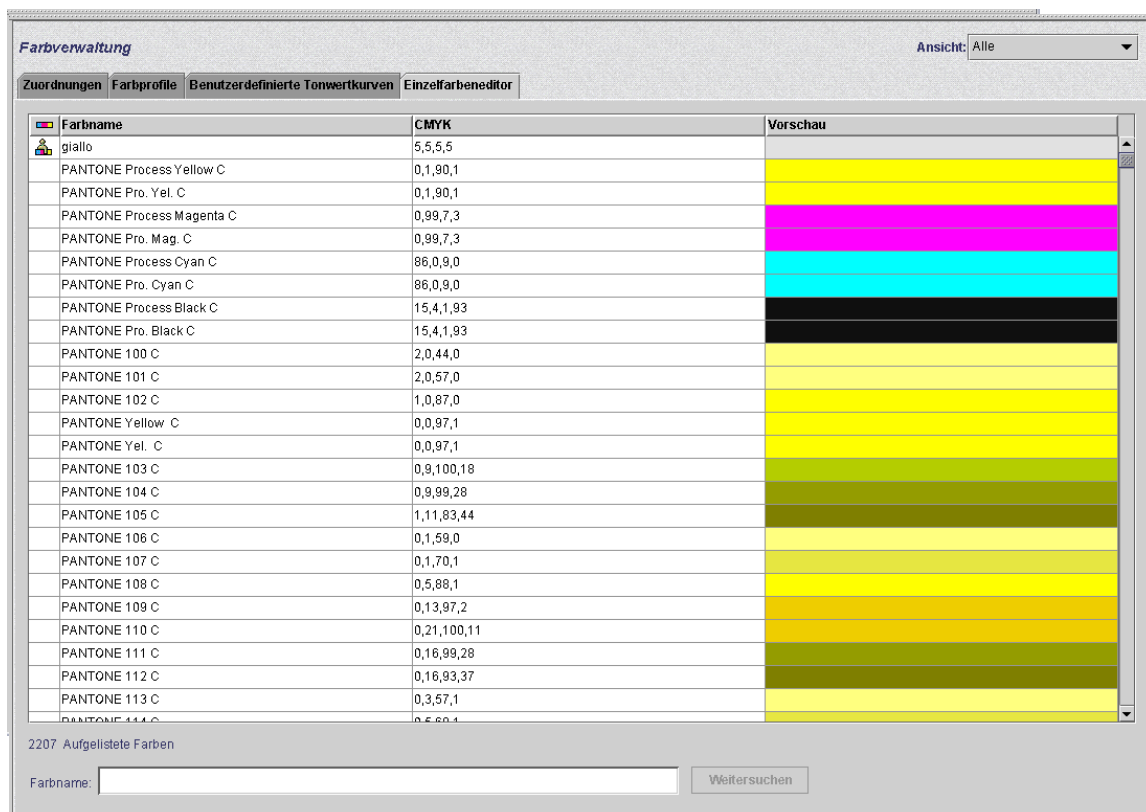 Farbverwaltung Ansicht: Alle
Zuordnungen Farbprofile Benutzerdefinierte Tonwertkurven Einzelfarbeneditor
Farbname CMYK Vorschau
giallo 5,5,5,5
PANTONE Process Yellow C 0,1,90,1
PANTONE Pro. Yel. C 0,1,90,1
PANTONE Process Magenta C 0,99,7,3
PANTONE Pro. Mag. C 0,99,7,3
PANTONE Process Cyan C 86,0,9,0
PANTONE Pro. Cyan C 86,0,9,0
PANTONE Process Black C 15,4,1,93
PANTONE Pro. Black C 15,4,1,93
PANTONE 100 C 2,0,44,0
PANTONE 101 C 2,0,57,0
PANTONE 102 C 1,0,87,0
PANTONE Yellow  C 0,0,97,1
PANTONE Yel.  C 0,0,97,1
PANTONE 103 C 0,9,100,18
PANTONE 104 C 0,9,99,28
PANTONE 105 C 1,11,83,44
PANTONE 106 C 0,1,59,0
PANTONE 107 C 0,1,70,1
PANTONE 108 C 0,5,88,1
PANTONE 109 C 0,13,97,2
PANTONE 110 C 0,21,100,11
PANTONE 111 C 0,16,99,28
PANTONE 112 C 0,16,93,37
PANTONE 113 C 0,3,57,1
PANTONE 114 C
2207 Aufgelistete Farben
Farbname: Weitersuchen